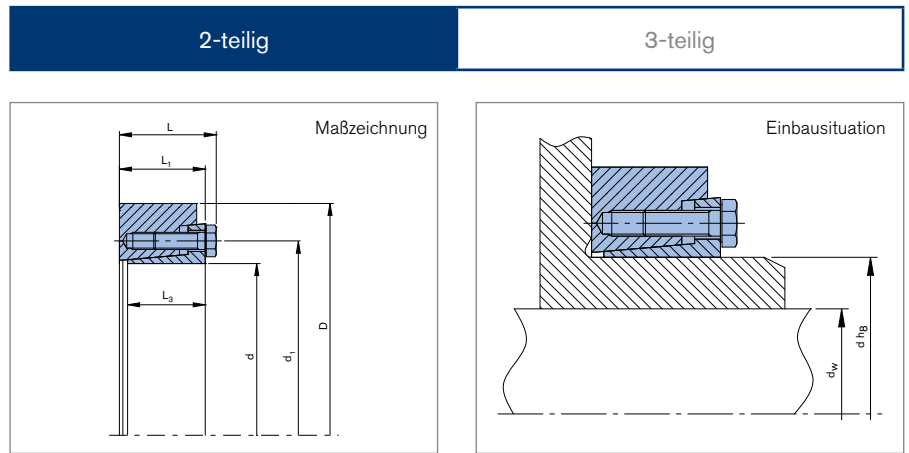 2-teilig
3-teilig
Maßzeichnung
L
L₁
L₃
d
d₁
D
Einbausituation
dw
d h8